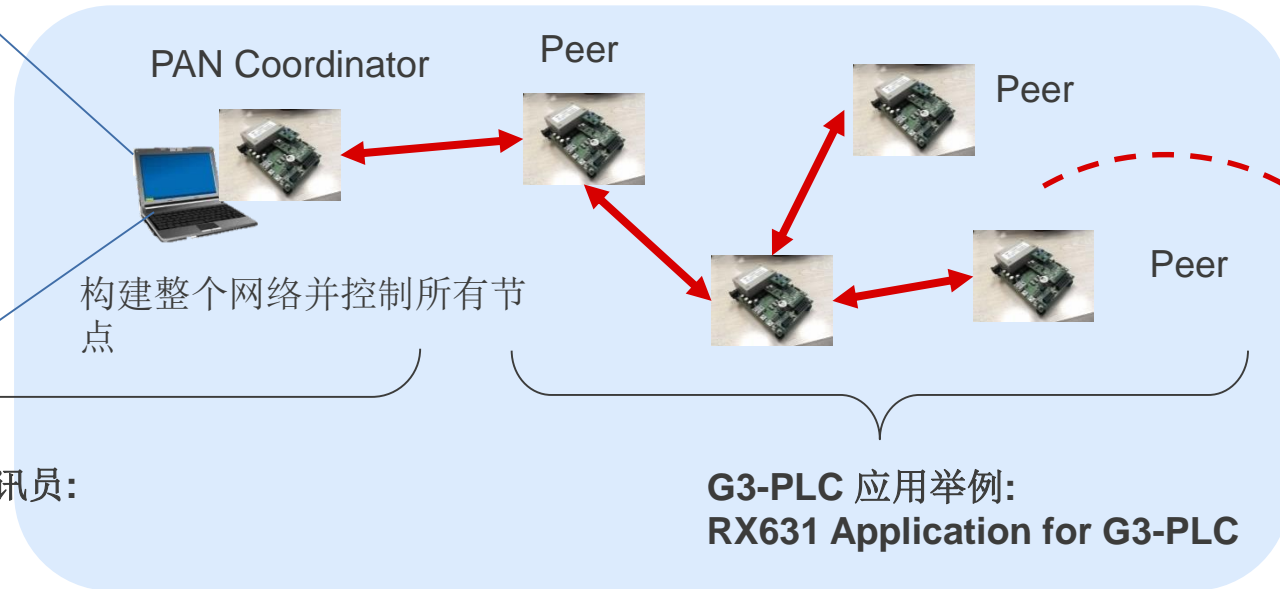 PAN Coordinator
Peer
Peer
Peer
构建整个网络并控制所有节
点
讯员:
G3-PLC 应用举例:
RX631 Application for G3-PLC